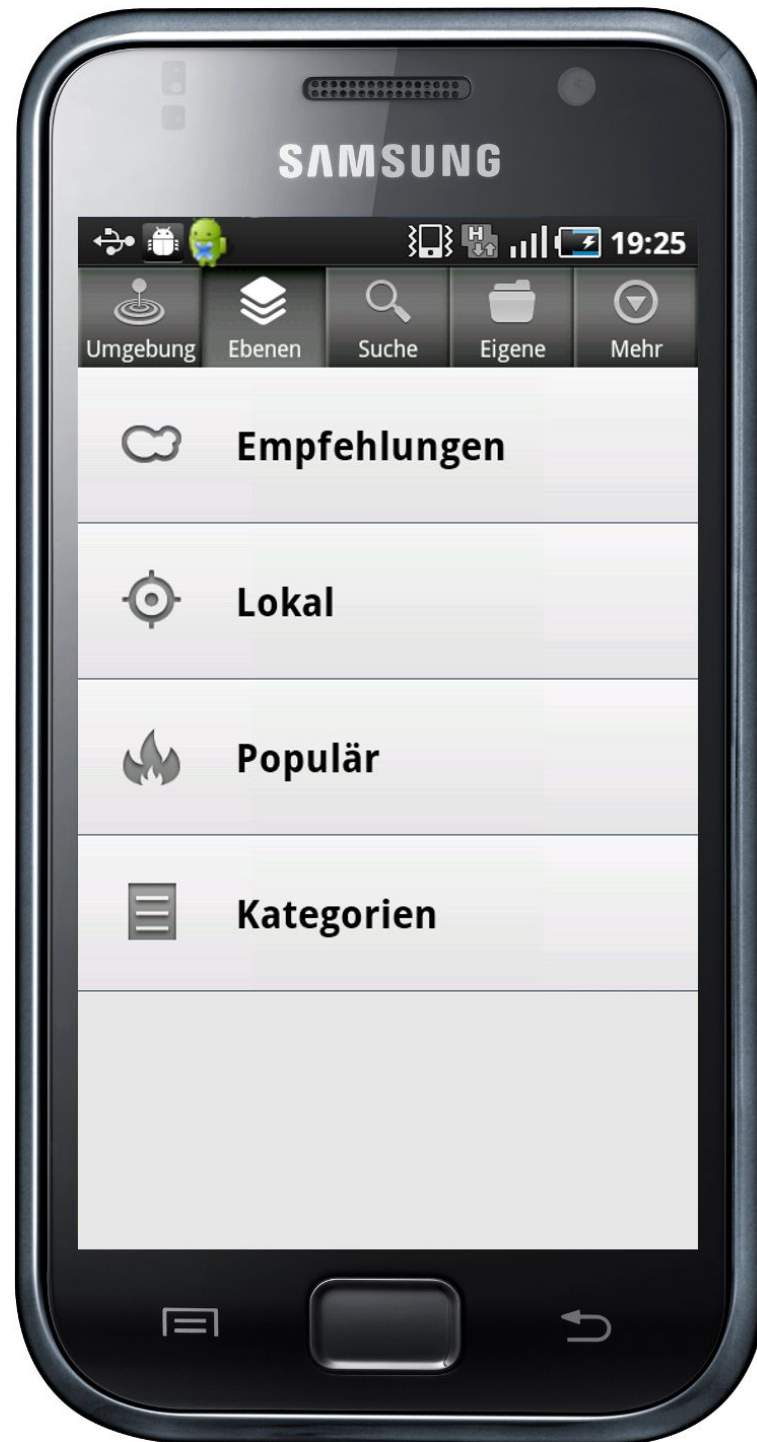 SAMSUNG
H 19:25
Umgebung Ebenen Suche Eigene Mehr
Empfehlungen
Lokal
Populär
Kategorien